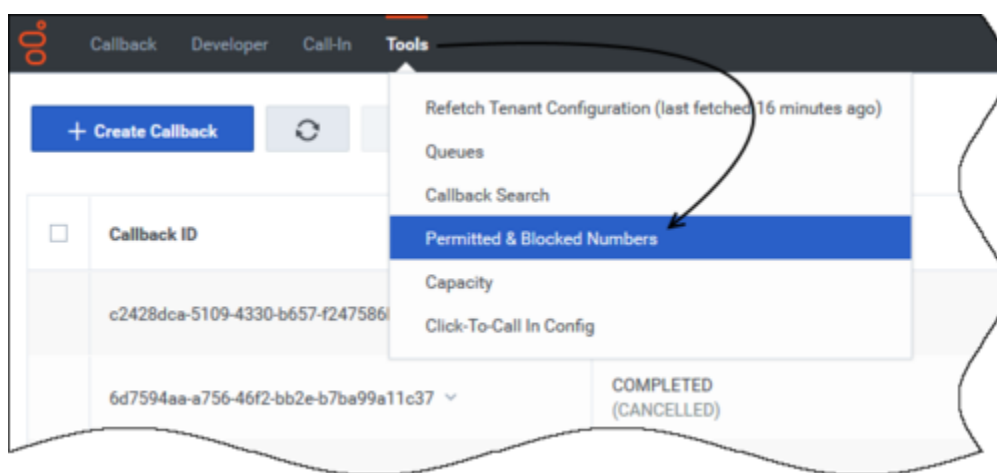 Callback Developer Call-In Tools
Refetch Tenant Configuration (last fetched 16 minutes ago)
+ Create Callback
Queues
Callback Search
Callback ID
Permitted & Blocked Numbers
Capacity
c2428dca-5109-4330-b657-f247586
Click-To-Call In Config
6d7594aa-a756-46f2-bb2e-b7ba99a11c37
COMPLETED
(CANCELLED)